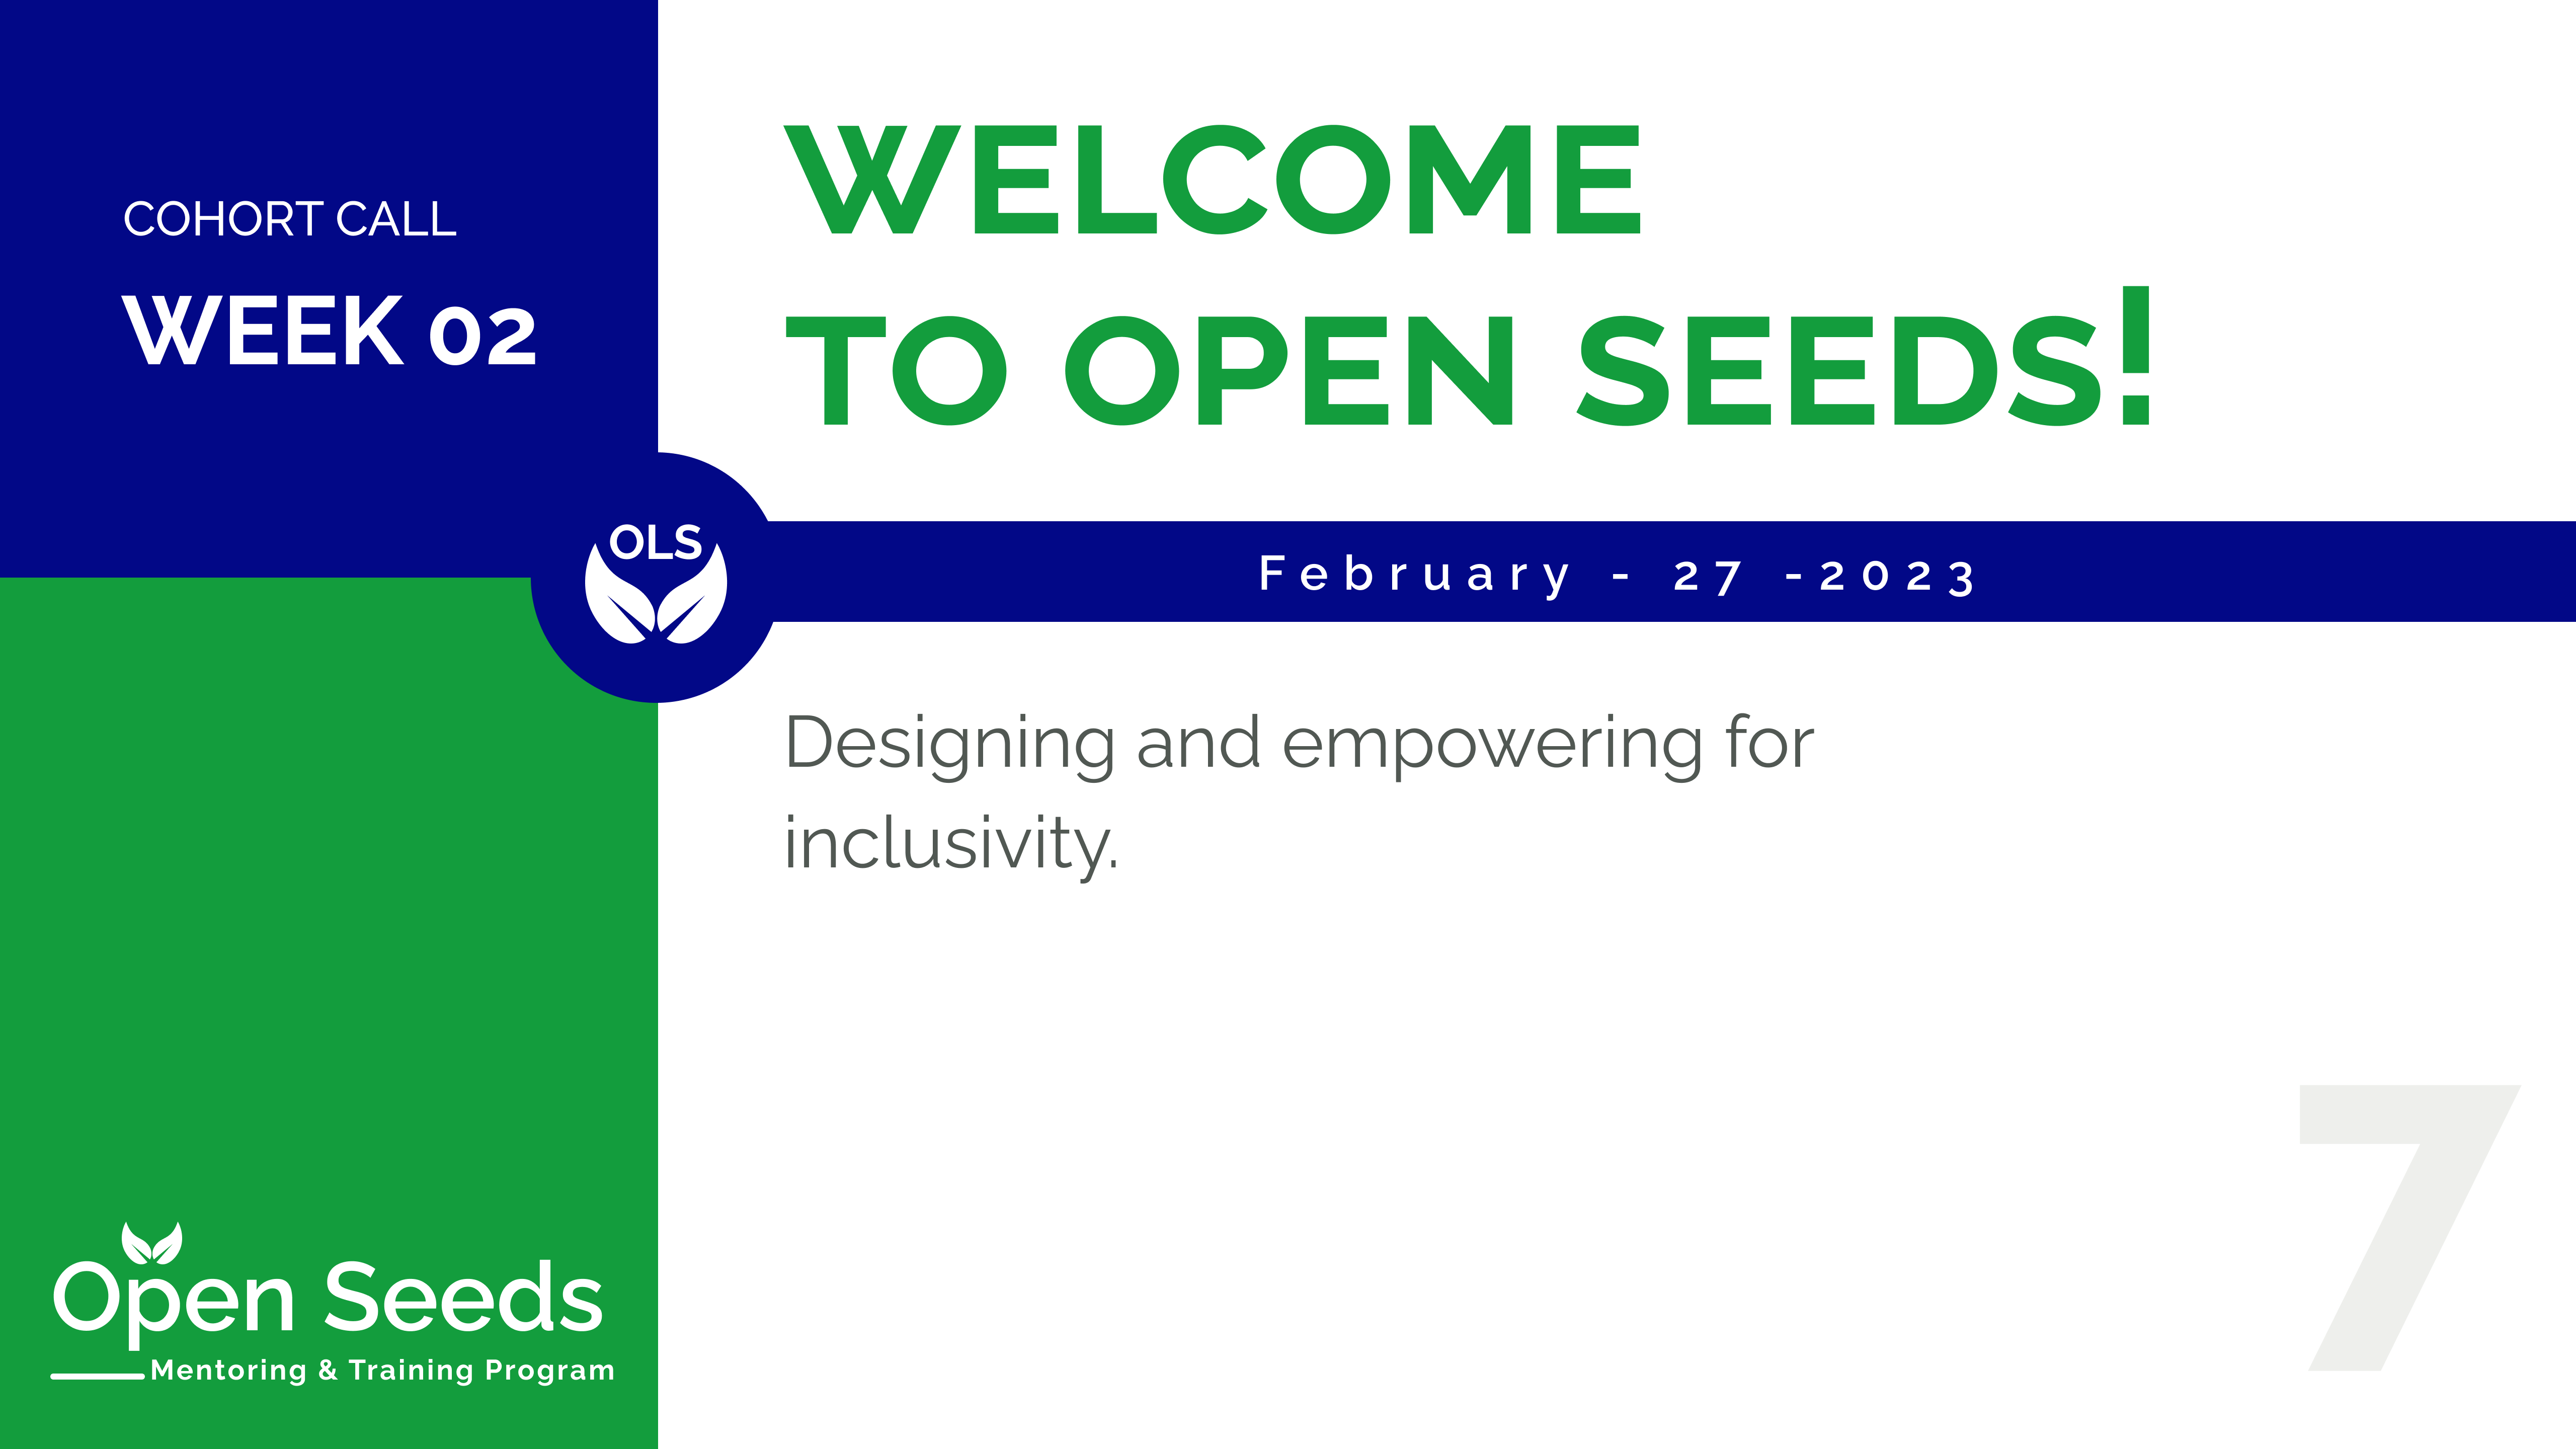 COHORT CALL
WEEK 02
WELCOME
TO OPEN SEEDS!
OLS
February - 27 -2023
Designing and empowering for
inclusivity.
7
Open Seeds
Mentoring & Training Program